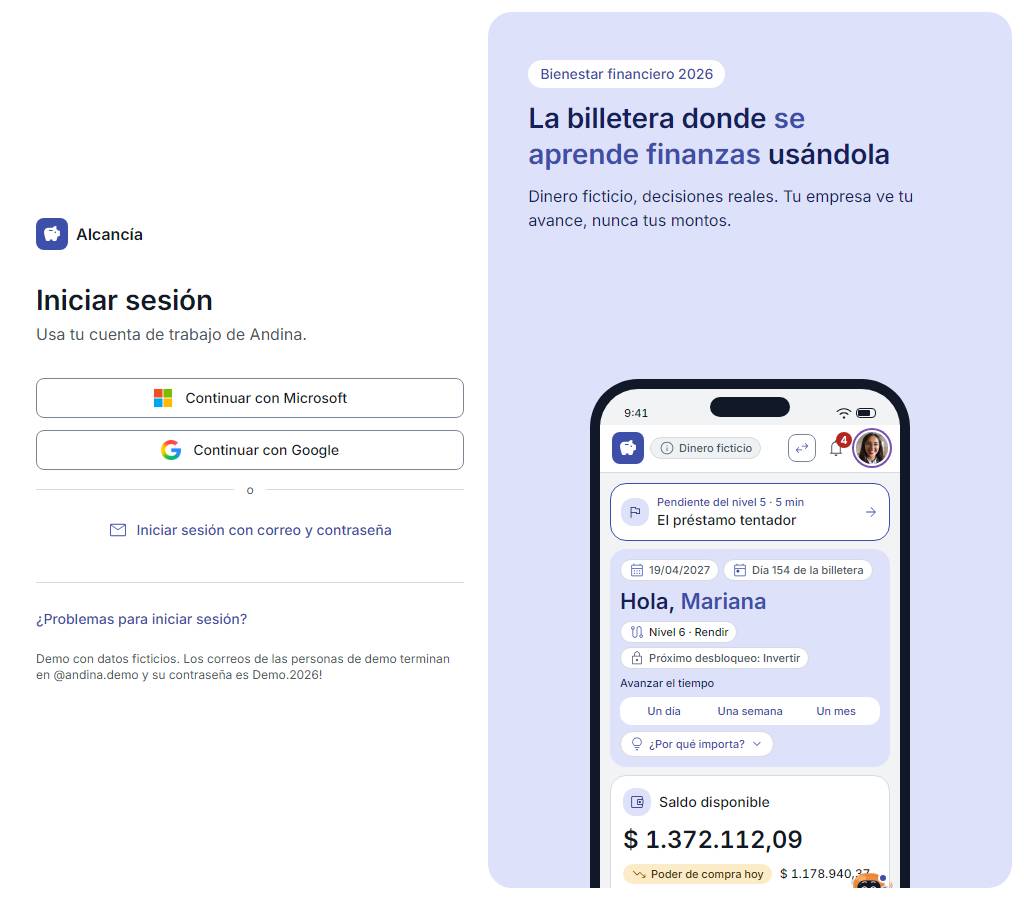 Alcancía
Iniciar sesión
Usa tu cuenta de trabajo de Andina.
Continuar con Microsoft
Continuar con Google
o
Iniciar sesión con correo y contraseña
¿Problemas para iniciar sesión?
Demo con datos ficticios. Los correos de las personas de demo terminan
en @andina.demo y su contraseña es Demo.2026!
Bienestar financiero 2026
La billetera donde se
aprende finanzas usándola
Dinero ficticio, decisiones reales. Tu empresa ve tu
avance, nunca tus montos.
9:41
Dinero ficticio
4
Pendiente del nivel 5 · 5 min
El préstamo tentador
19/04/2027
Día 154 de la billetera
Hola, Mariana
Nivel 6 · Rendir
Próximo desbloqueo: Invertir
Avanzar el tiempo
Un día
Una semana
Un mes
¿Por qué importa?
Saldo disponible
$ 1.372.112,09
Poder de compra hoy
$ 1.178.940,37